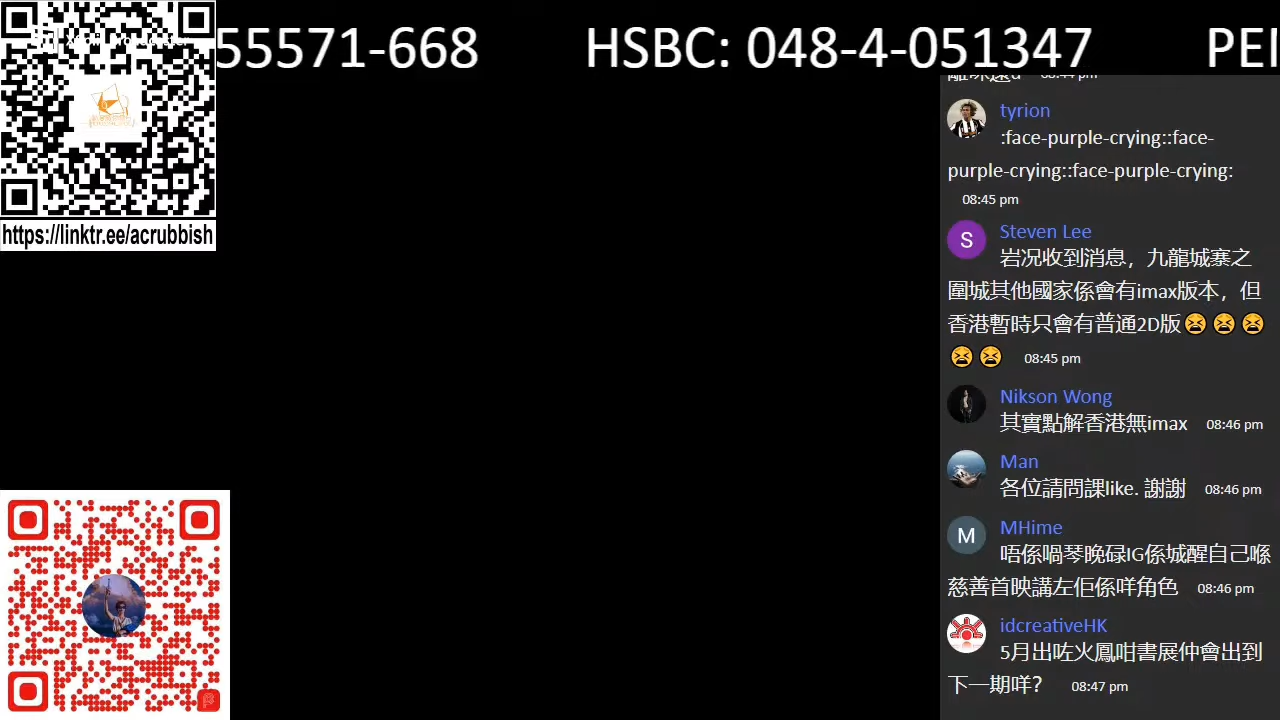 55571-668 HSBC: 048-4-051347 PEI
https://linktr.ee/acrubbish
08:44 pm
tyrion
:face-purple-crying::face-
purple-crying::face-purple-crying:
08:45 pm
Steven Lee
岩况收到消息，九龍城寨之
圍城其他國家係會有imax版本，但
香港暫時只會有普通2D版😫😫😫
😫😫 08:45 pm
Nikson Wong
其實點解香港無imax 08:46 pm
Man
各位請問課like. 謝謝 08:46 pm
MHime
唔係喎琴晚碌IG係城醒自己喺
慈善首映講左佢係咩角色 08:46 pm
idcreativeHK
5月出咗火鳳咁書展仲會出到
下一期咩? 08:47 pm